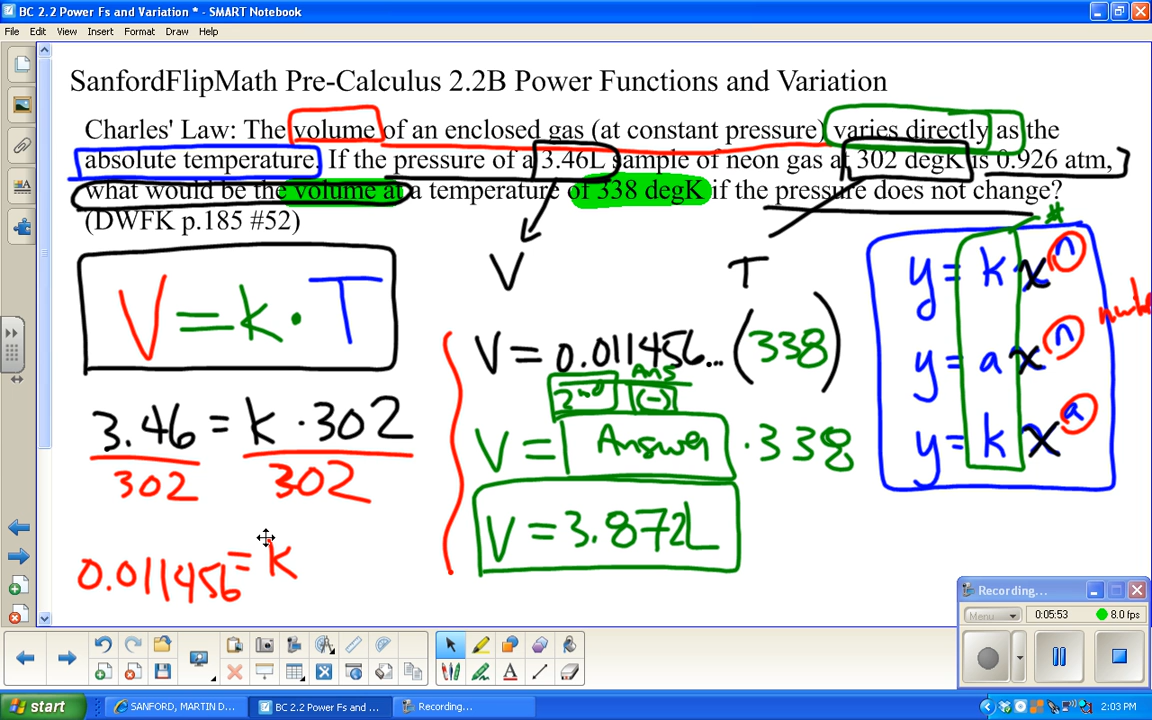 BC 2.2 Power Fs and Variation * - SMART Notebook
File Edit View Insert Format Draw Help
SanfordFlipMath Pre-Calculus 2.2B Power Functions and Variation
Charles' Law: The volume of an enclosed gas (at constant pressure) varies directly as the
absolute temperature. If the pressure of a 3.46L sample of neon gas at 302 degK is 0.926 atm,
what would be the volume at a temperature of 338 degK if the pressure does not change?
(DWFK p.185 #52)
V = k · T
3.46 = k · 302
302 302
0.011456 = k
V T
V = 0.011456... (338)
2nd Ans (-)
V = Answer · 338
V = 3.872L
#
y = k x^n
y = a x^n
y = k x^a
Recording...
Menu 0:05:53 8.0 fps
start SANFORD, MARTIN D... BC 2.2 Power Fs and ... Recording... 2:03 PM